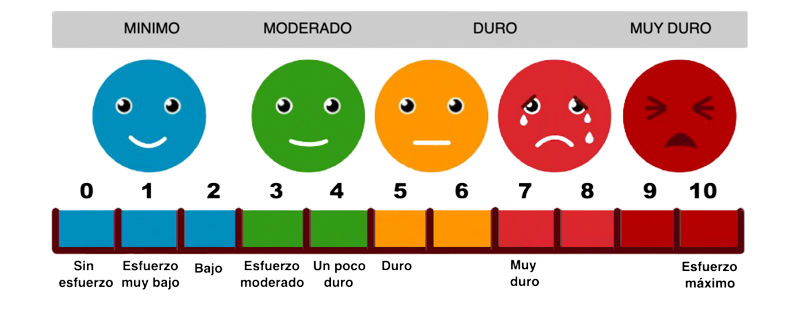 MINIMO MODERADO DURO MUY DURO
0 1 2 3 4 5 6 7 8 9 10
Sin esfuerzo
Esfuerzo muy bajo
Bajo
Esfuerzo moderado
Un poco duro
Duro
Muy duro
Esfuerzo máximo